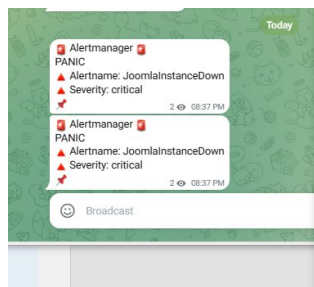 Today
🚨 Alertmanager 🚨
PANIC
🔺 Alertname: JoomlaInstanceDown
🔺 Severity: critical
📌
2 08:37 PM
🚨 Alertmanager 🚨
PANIC
🔺 Alertname: JoomlaInstanceDown
🔺 Severity: critical
📌
2 08:37 PM
Broadcast